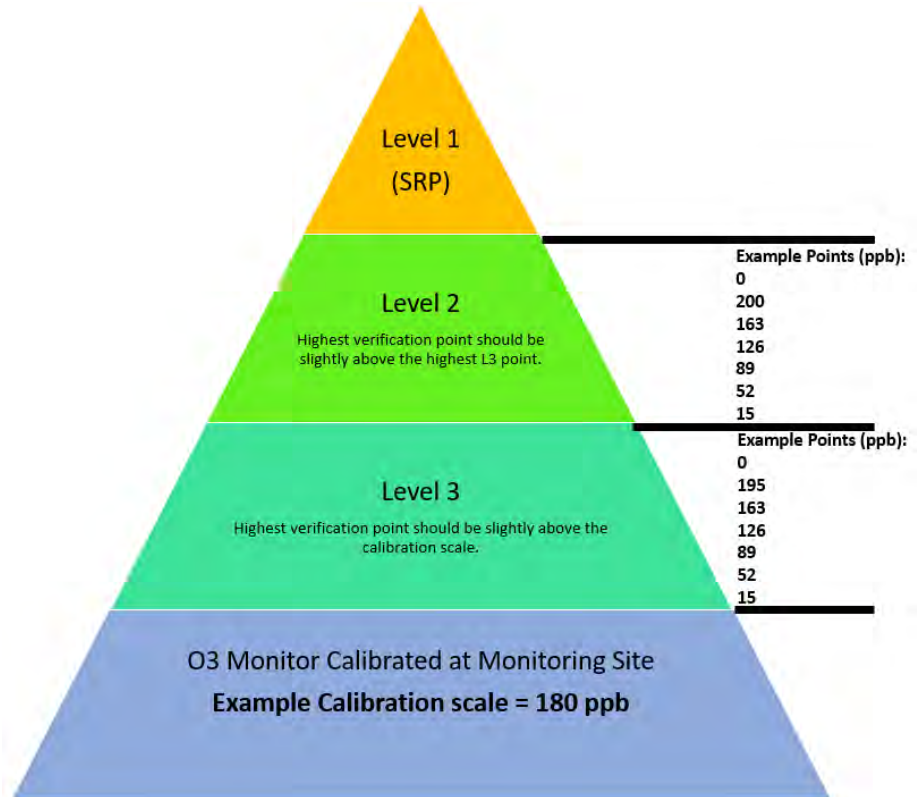 Level 1
(SRP)
Example Points (ppb):
0
200
163
126
89
52
15
Level 2
Highest verification point should be
slightly above the highest L3 point.
Example Points (ppb):
0
195
163
126
89
52
15
Level 3
Highest verification point should be slightly above the
calibration scale.
O3 Monitor Calibrated at Monitoring Site
Example Calibration scale = 180 ppb